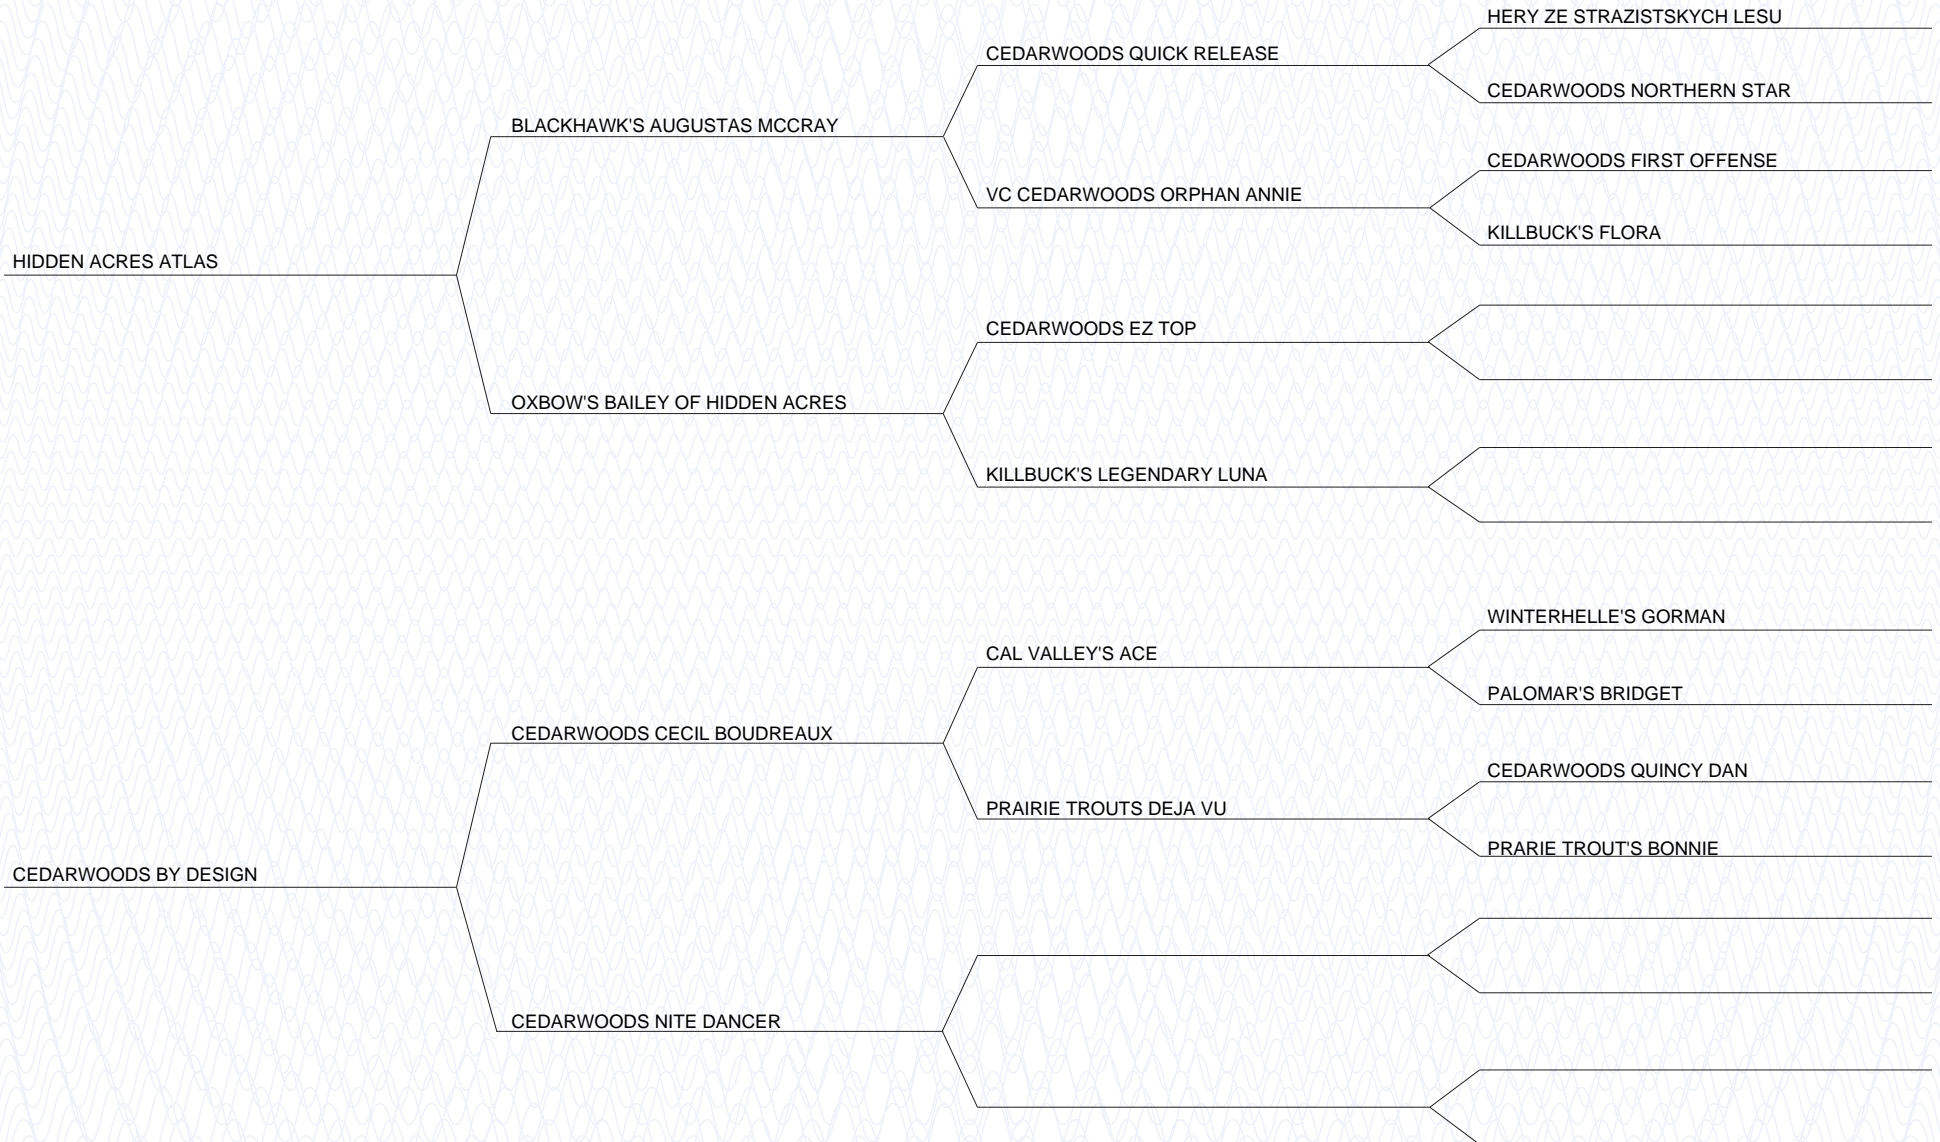 HERY ZE STRAZISTSKYCH LESU
CEDARWOODS QUICK RELEASE
CEDARWOODS NORTHERN STAR
BLACKHAWK'S AUGUSTAS MCCRAY
CEDARWOODS FIRST OFFENSE
VC CEDARWOODS ORPHAN ANNIE
KILLBUCK'S FLORA
HIDDEN ACRES ATLAS
CEDARWOODS EZ TOP
OXBOW'S BAILEY OF HIDDEN ACRES
KILLBUCK'S LEGENDARY LUNA
WINTERHELLE'S GORMAN
CAL VALLEY'S ACE
PALOMAR'S BRIDGET
CEDARWOODS CECIL BOUDREAUX
CEDARWOODS QUINCY DAN
PRAIRIE TROUTS DEJA VU
PRARIE TROUT'S BONNIE
CEDARWOODS BY DESIGN
CEDARWOODS NITE DANCER